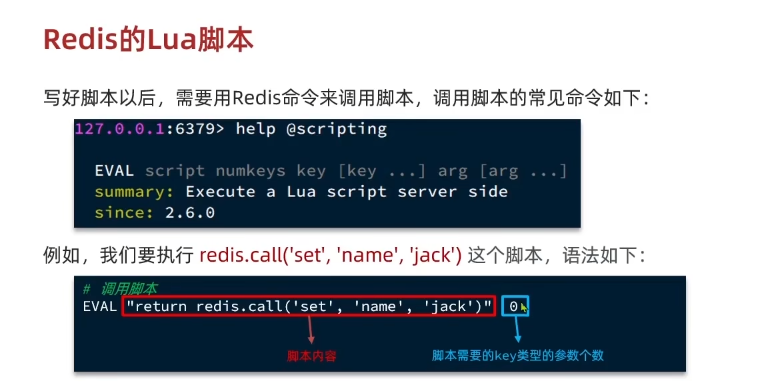 Redis的Lua脚本
写好脚本以后，需要用Redis命令来调用脚本，调用脚本的常见命令如下：
127.0.0.1:6379> help @scripting
EVAL script numkeys key [key ...] arg [arg ...]
summary: Execute a Lua script server side
since: 2.6.0
例如，我们要执行 redis.call('set', 'name', 'jack') 这个脚本，语法如下：
# 调用脚本
EVAL "return redis.call('set', 'name', 'jack')" 0
脚本内容 脚本需要的key类型的参数个数